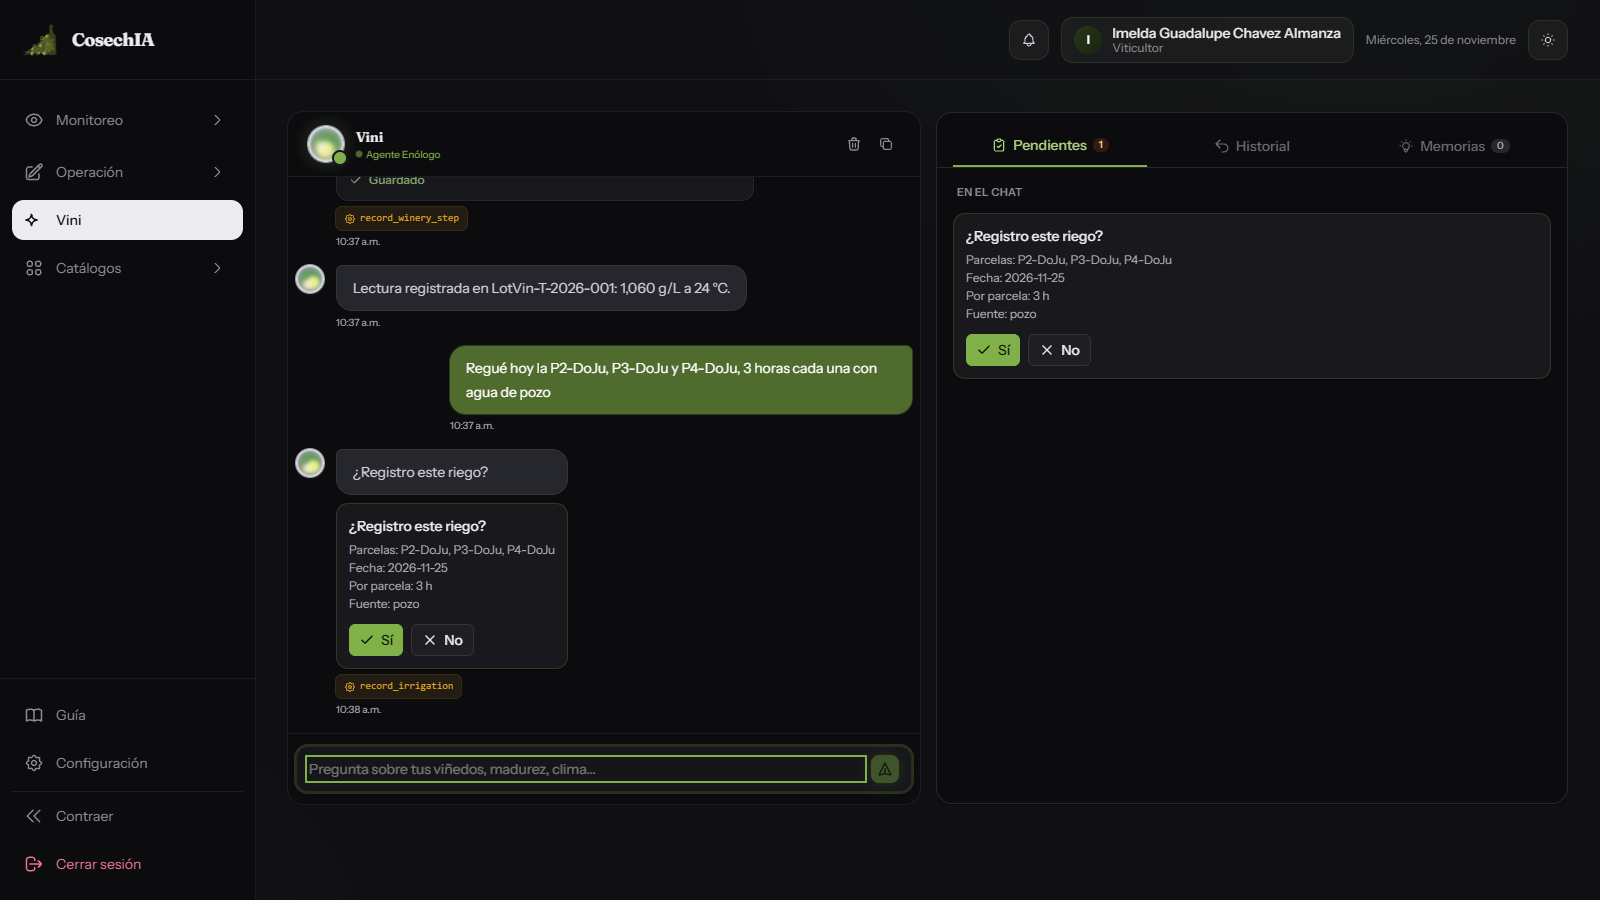 CosechIA
I
Imelda Guadalupe Chavez Almanza
Viticultor
Miércoles, 25 de noviembre
Monitoreo
Operación
Vini
Catálogos
Guía
Configuración
Contraer
Cerrar sesión
Vini
Agente Enólogo
Guardado
record_winery_step
10:37 a.m.
Lectura registrada en LotVin-T-2026-001: 1,060 g/L a 24 °C.
10:37 a.m.
Regué hoy la P2-DoJu, P3-DoJu y P4-DoJu, 3 horas cada una con
agua de pozo
10:37 a.m.
¿Registro este riego?
¿Registro este riego?
Parcelas: P2-DoJu, P3-DoJu, P4-DoJu
Fecha: 2026-11-25
Por parcela: 3 h
Fuente: pozo
Sí
No
record_irrigation
10:38 a.m.
Pregunta sobre tus viñedos, madurez, clima...
Pendientes 1
Historial
Memorias 0
EN EL CHAT
¿Registro este riego?
Parcelas: P2-DoJu, P3-DoJu, P4-DoJu
Fecha: 2026-11-25
Por parcela: 3 h
Fuente: pozo
Sí
No